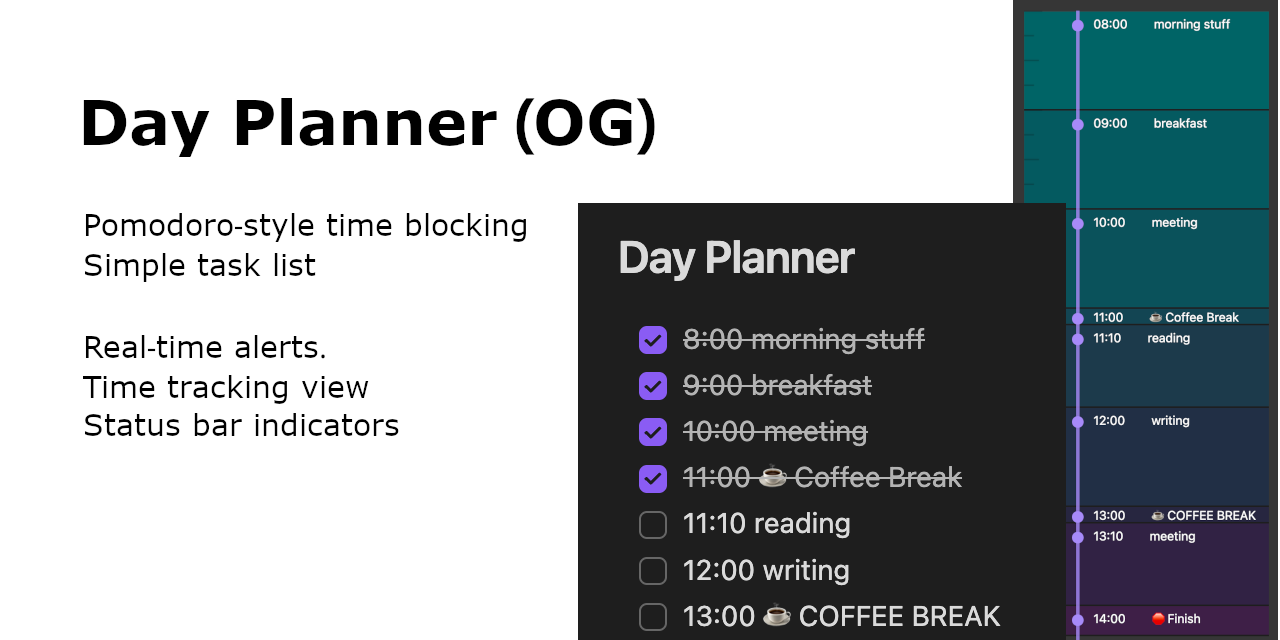 Day Planner (OG)
Pomodoro-style time blocking
Simple task list
Real-time alerts.
Time tracking view
Status bar indicators
Day Planner
8:00 morning stuff
9:00 breakfast
10:00 meeting
11:00 ☕ Coffee Break
11:10 reading
12:00 writing
13:00 ☕ COFFEE BREAK
08:00 morning stuff
09:00 breakfast
10:00 meeting
11:00 ☕ Coffee Break
11:10 reading
12:00 writing
13:00 ☕ COFFEE BREAK
13:10 meeting
14:00 🛑 Finish